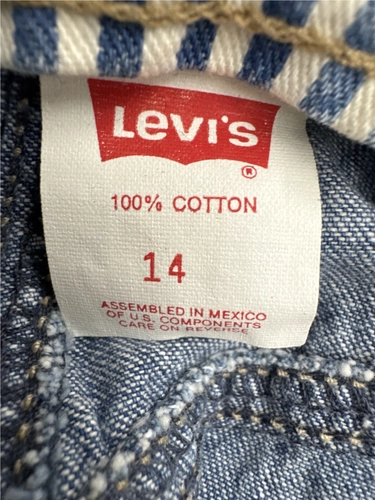 Levi's
®
100% COTTON
14
ASSEMBLED IN MEXICO
OF U.S. COMPONENTS
CARE ON REVERSE